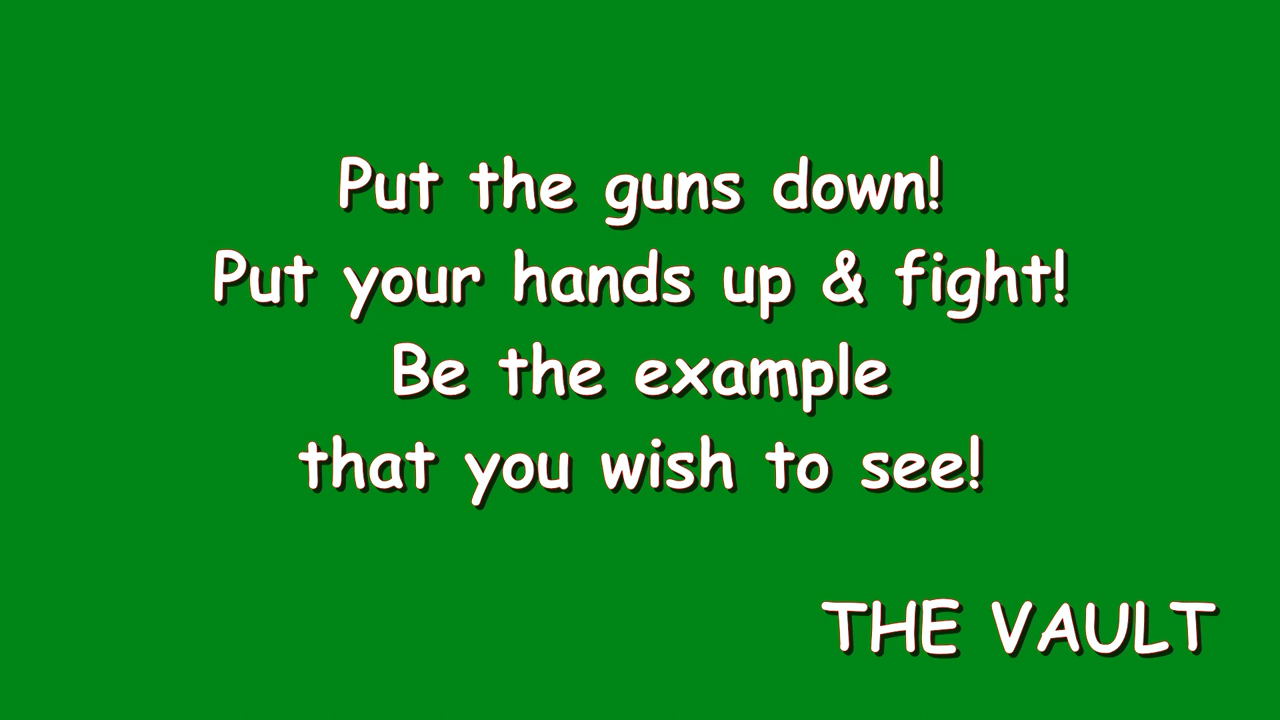 Put the guns down!
Put your hands up & fight!
Be the example
that you wish to see!
THE VAULT